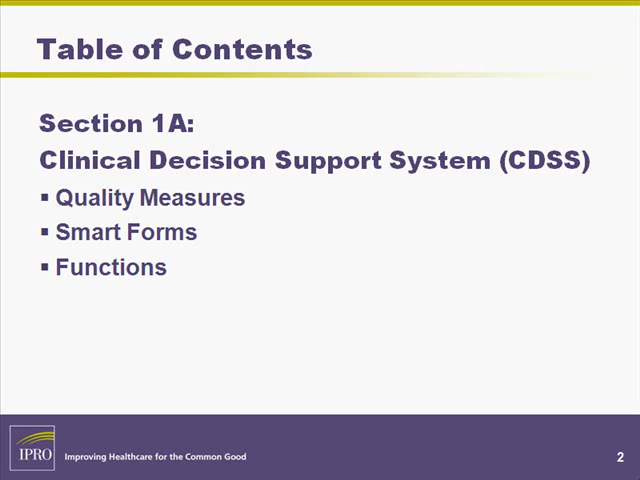 Table of Contents
Section 1A:
Clinical Decision Support System (CDSS)
▪ Quality Measures
▪ Smart Forms
▪ Functions
IPRO
Improving Healthcare for the Common Good
2